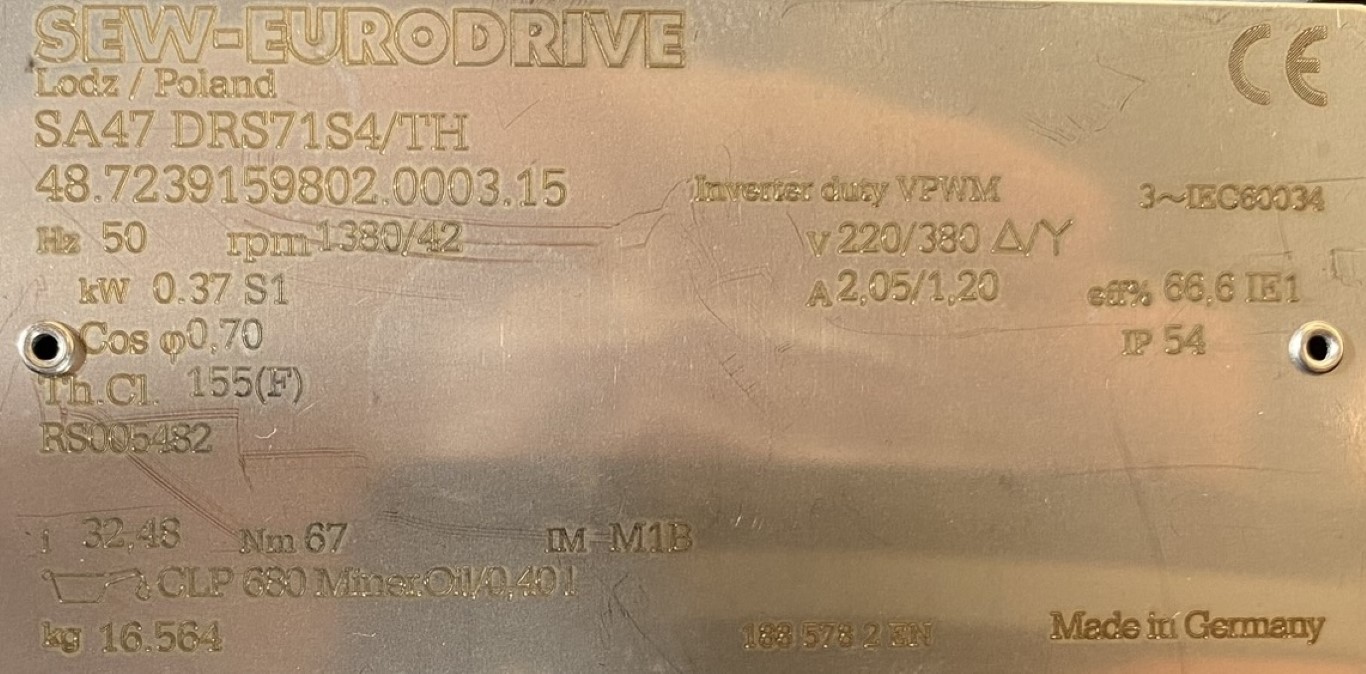 SEW-EURODRIVE
CE
Lodz / Poland
SA47 DRS71S4/TH
48.7239159802.0003.15 Inverter duty VPWM 3~IEC60034
Hz 50 rpm 1380/42 V 220/380 Δ/Y
kW 0.37 S1 A 2,05/1,20 eff% 66,6 IE1
Cos φ 0,70 IP 54
Th.Cl. 155(F)
RS005482
i 32,48 Nm 67 IM M1B
CLP 680 Miner.Oil/0,40 l
kg 16.564 188 578 2 EN Made in Germany